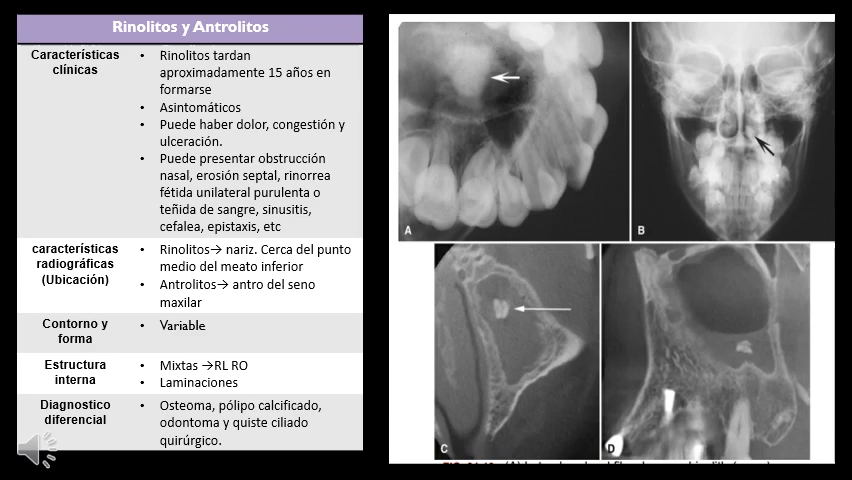 Rinolitos y Antrolitos
Características
clínicas
• Rinolitos tardan
aproximadamente 15 años en
formarse
• Asintomáticos
• Puede haber dolor, congestión y
ulceración.
• Puede presentar obstrucción
nasal, erosión septal, rinorrea
fétida unilateral purulenta o
teñida de sangre, sinusitis,
cefalea, epistaxis, etc
características
radiográficas
(Ubicación)
• Rinolitos→ nariz. Cerca del punto
medio del meato inferior
• Antrolitos→ antro del seno
maxilar
Contorno y
forma
• Variable
Estructura
interna
• Mixtas →RL RO
• Laminaciones
Diagnostico
diferencial
• Osteoma, pólipo calcificado,
odontoma y quiste ciliado
quirúrgico.
A
B
C
D